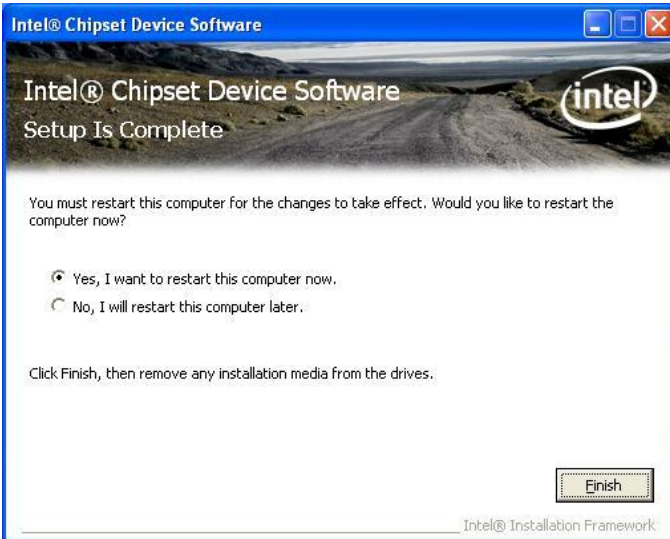 Intel® Chipset Device Software
Intel® Chipset Device Software
intel
Setup Is Complete
You must restart this computer for the changes to take effect. Would you like to restart the
computer now?
Yes, I want to restart this computer now.
No, I will restart this computer later.
Click Finish, then remove any installation media from the drives.
Finish
Intel® Installation Framework